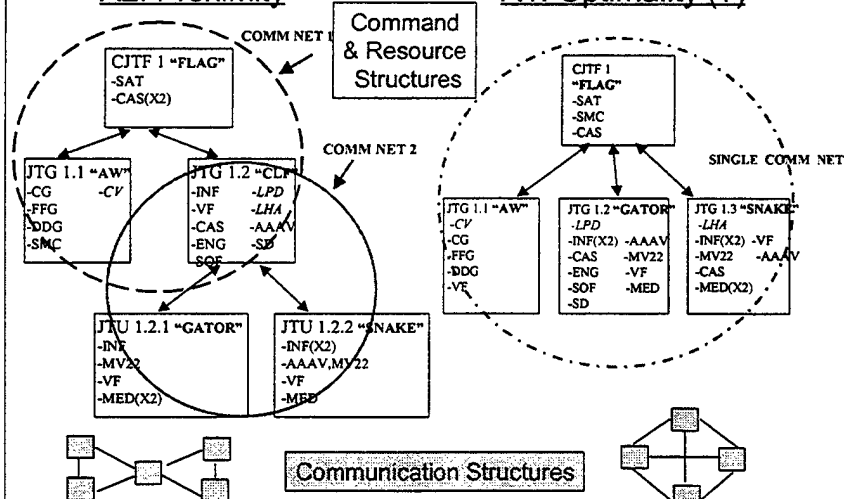 Command
& Resource
Structures
COMM NET 1
CJTF 1 "FLAG"
-SAT
-CAS(X2)
COMM NET 2
JTG 1.1 "AW"
-CG -CV
-FFG
-DDG
-SMC
JTG 1.2 "CLF"
-INF -LPD
-VF -LHA
-CAS -AAAV
-ENG -SD
-SOF
JTU 1.2.1 "GATOR"
-INF
-MV22
-VF
-MED(X2)
JTU 1.2.2 "SNAKE"
-INF(X2)
-AAAV,MV22
-VF
-MED
CJTF 1
"FLAG"
-SAT
-SMC
-CAS
SINGLE COMM NET
JTG 1.1 "AW"
-CV
-CG
-FFG
-DDG
-VF
JTG 1.2 "GATOR"
-LPD
-INF(X2) -AAAV
-CAS -MV22
-ENG -VF
-SOF -MED
-SD
JTG 1.3 "SNAKE"
-LHA
-INF(X2) -VF
-MV22 -AAAV
-CAS
-MED(X2)
Communication Structures